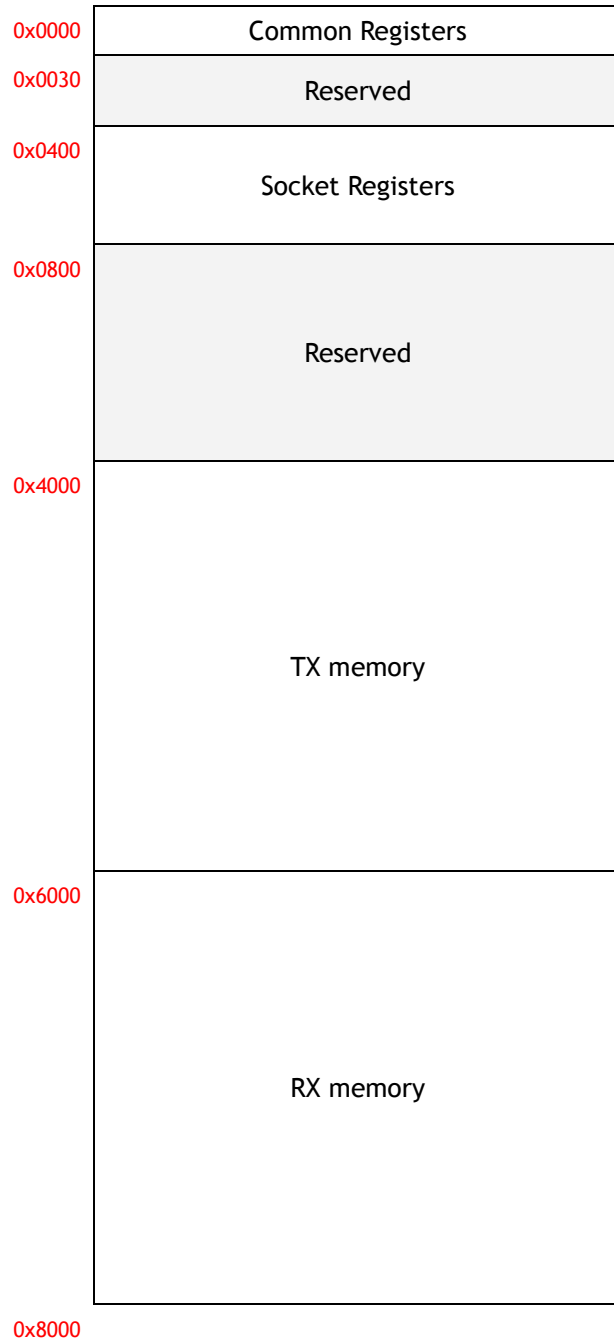 0x0000
Common Registers
0x0030
Reserved
0x0400
Socket Registers
0x0800
Reserved
0x4000
TX memory
0x6000
RX memory
0x8000